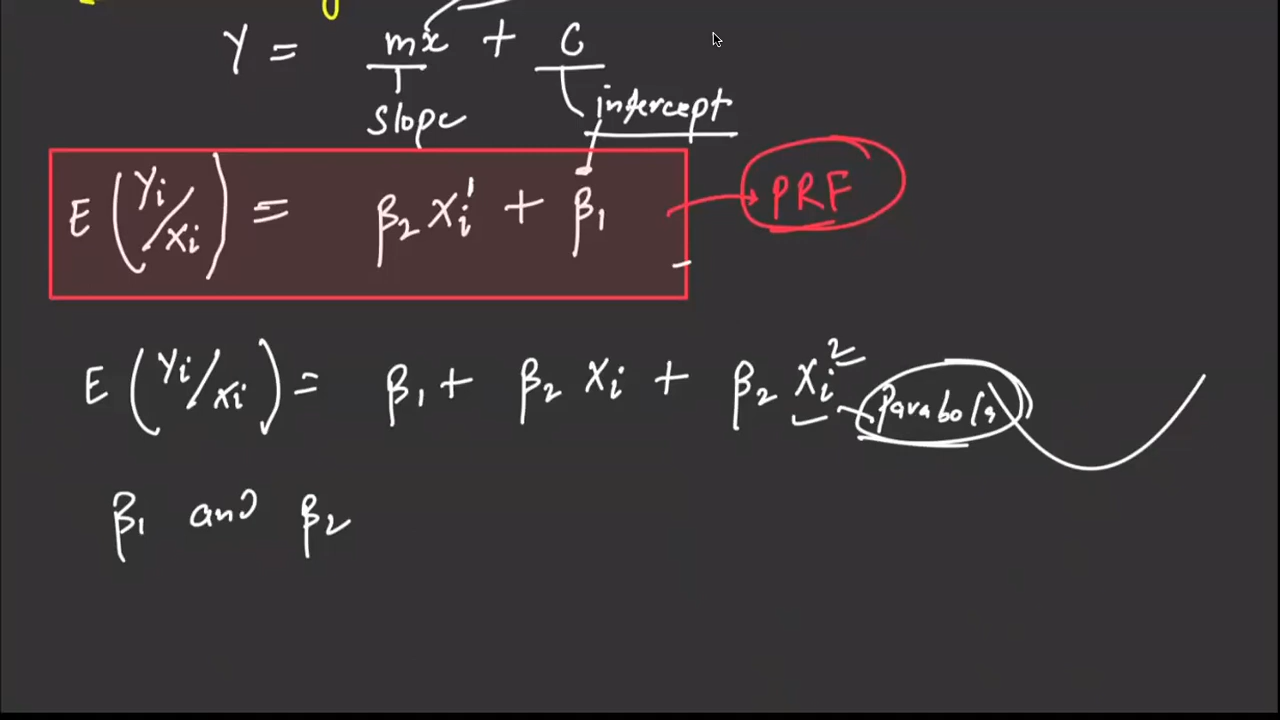 Y = mx + C
slope
intercept
E (Yi/Xi) = β2 Xi' + β1 → PRF
E (Yi/Xi) = β1 + β2 Xi + β2 Xi² Parabola
β1 and β2